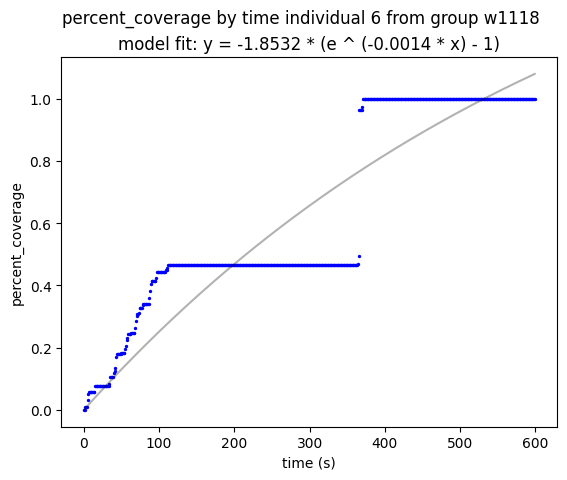 percent_coverage by time individual 6 from group w1118
model fit: y = -1.8532 * (e ^ (-0.0014 * x) - 1)
percent_coverage
1.0
0.8
0.6
0.4
0.2
0.0
0 100 200 300 400 500 600
time (s)